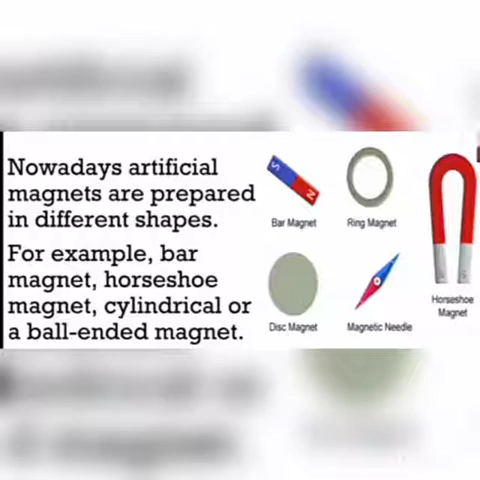 Nowadays artificial
magnets are prepared
in different shapes.
For example, bar
magnet, horseshoe
magnet, cylindrical or
a ball-ended magnet.
S
N
Bar Magnet
Ring Magnet
Disc Magnet
Magnetic Needle
Horseshoe
Magnet